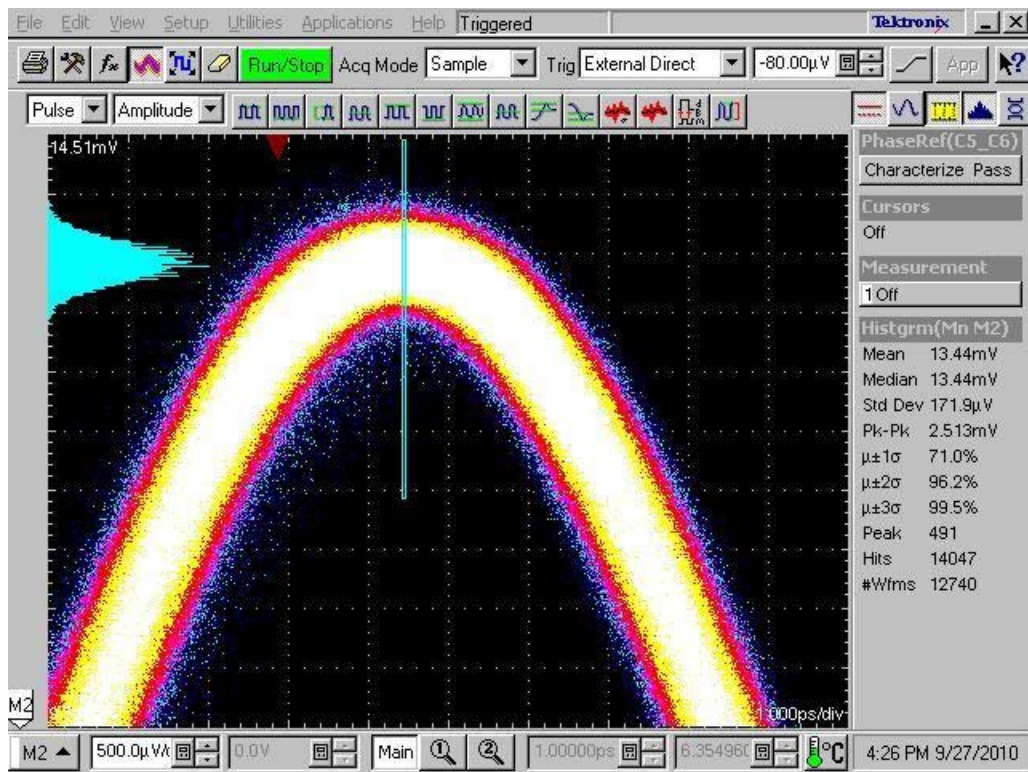 File Edit View Setup Utilities Applications Help Triggered Tektronix
Run/Stop Acq Mode Sample Trig External Direct -80.00µV App
Pulse Amplitude
14.51mV
PhaseRef(C5_C6)
Characterize Pass
Cursors
Off
Measurement
1 Off
Histgrm(Mn M2)
Mean 13.44mV
Median 13.44mV
Std Dev 171.9µV
Pk-Pk 2.513mV
µ±1σ 71.0%
µ±2σ 96.2%
µ±3σ 99.5%
Peak 491
Hits 14047
#Wfms 12740
M2
1.000ps/div
M2 500.0µV/ 0.0V Main 1 2 1.00000ps 6.35496 °C 4:26 PM 9/27/2010